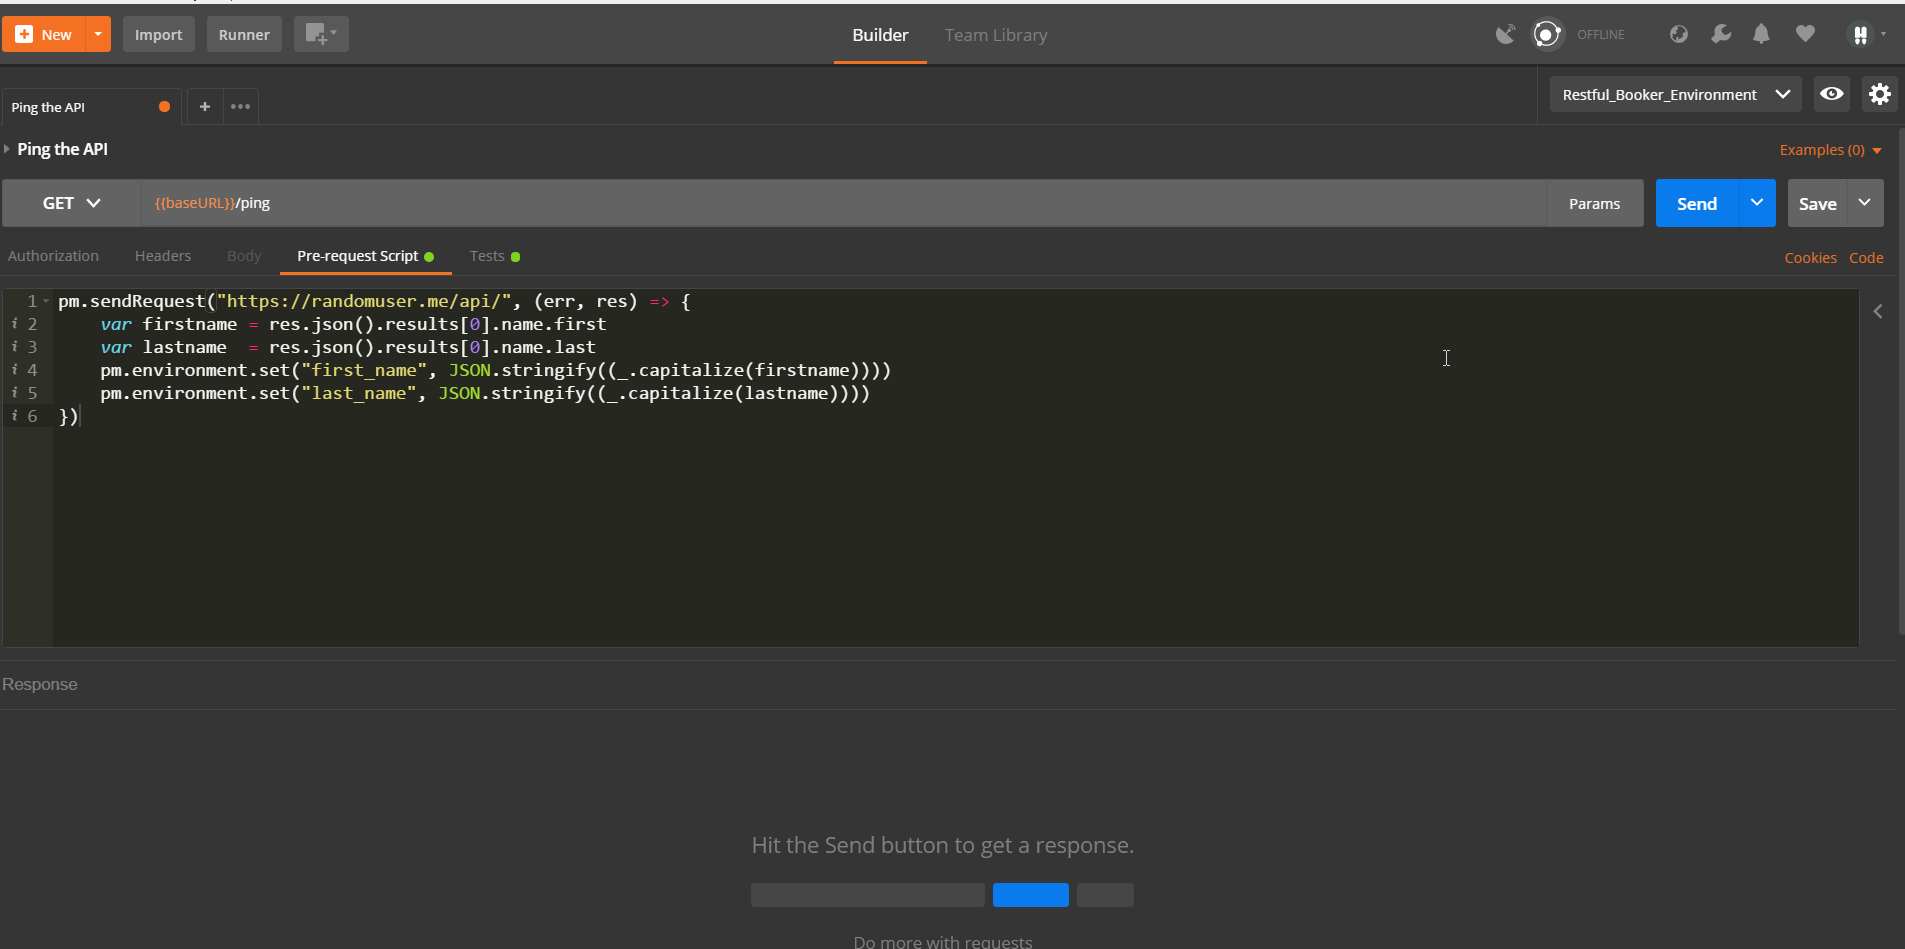 New Import Runner Builder Team Library OFFLINE
Ping the API + ••• Restful_Booker_Environment
Ping the API Examples (0)
GET {{baseURL}}/ping Params Send Save
Authorization Headers Body Pre-request Script Tests Cookies Code
1 pm.sendRequest("https://randomuser.me/api/", (err, res) => {
i 2 var firstname = res.json().results[0].name.first
i 3 var lastname  = res.json().results[0].name.last
i 4 pm.environment.set("first_name", JSON.stringify((_.capitalize(firstname))))
i 5 pm.environment.set("last_name", JSON.stringify((_.capitalize(lastname))))
i 6 })
Response
Hit the Send button to get a response.
Do more with requests